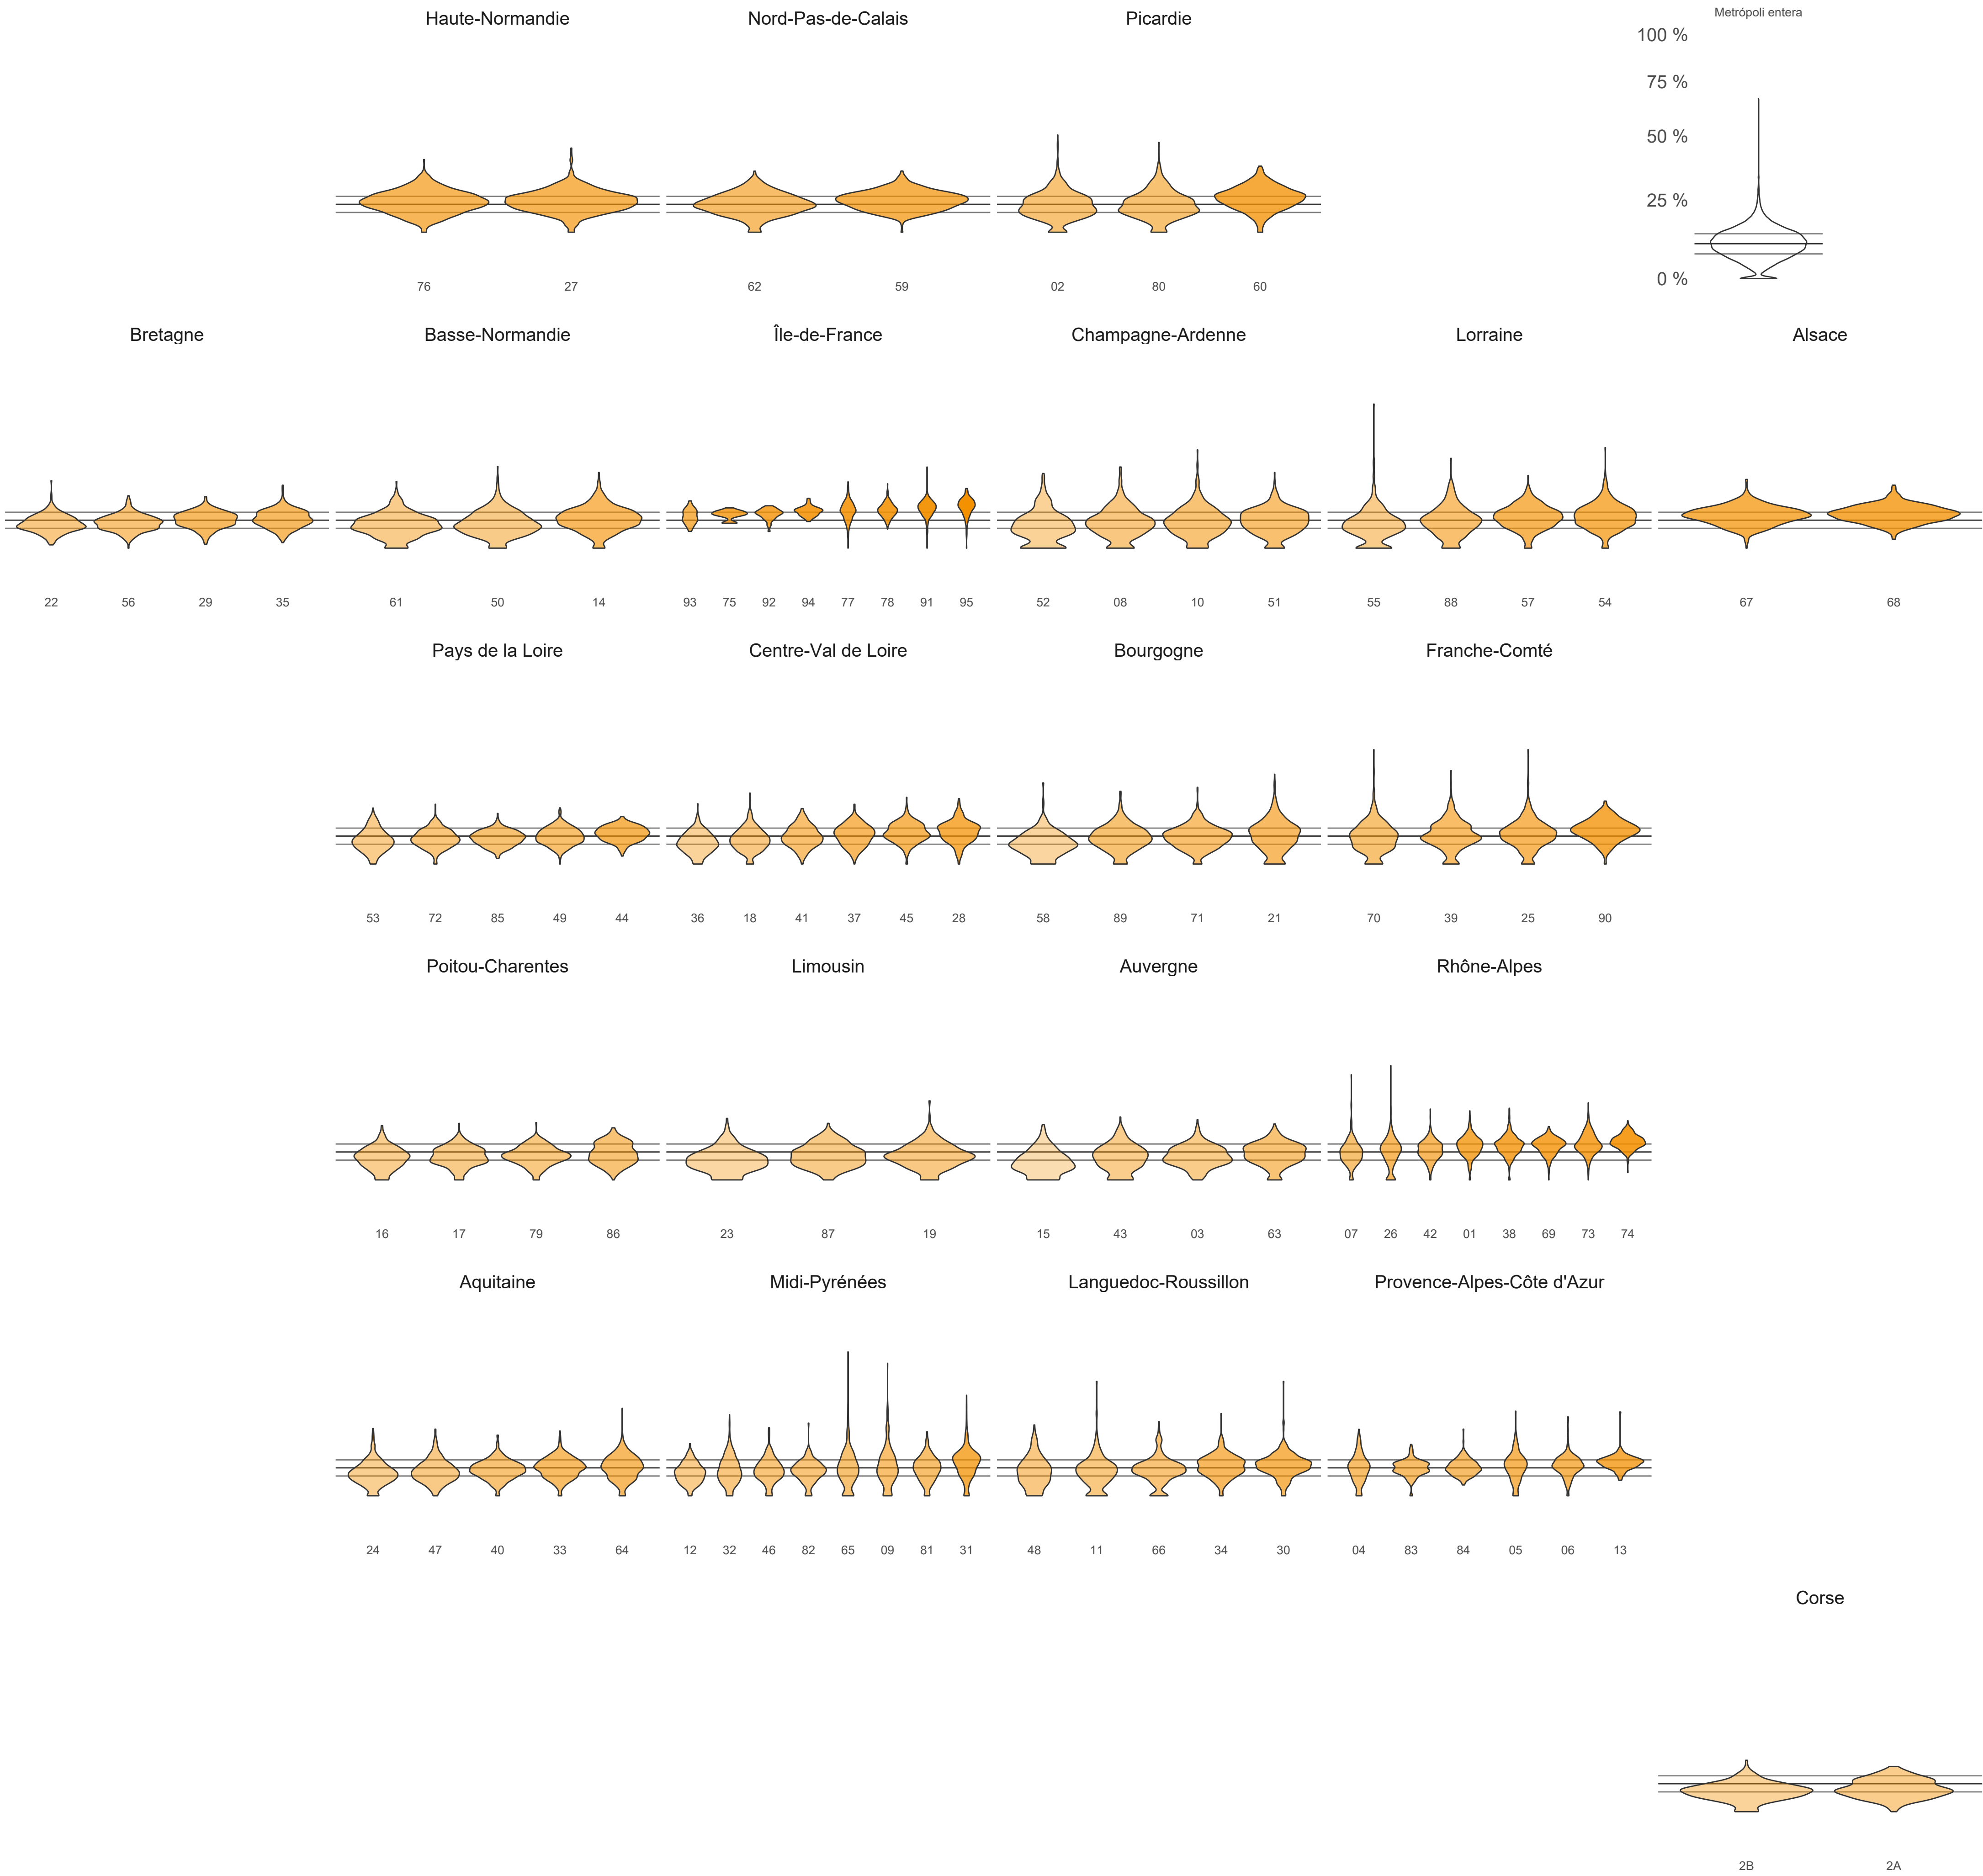 Haute-Normandie
Nord-Pas-de-Calais
Picardie
Metrópoli entera
100 %
75 %
50 %
25 %
0 %
76 27
62 59
02 80 60
Bretagne
Basse-Normandie
Île-de-France
Champagne-Ardenne
Lorraine
Alsace
22 56 29 35
61 50 14
93 75 92 94 77 78 91 95
52 08 10 51
55 88 57 54
67 68
Pays de la Loire
Centre-Val de Loire
Bourgogne
Franche-Comté
53 72 85 49 44
36 18 41 37 45 28
58 89 71 21
70 39 25 90
Poitou-Charentes
Limousin
Auvergne
Rhône-Alpes
16 17 79 86
23 87 19
15 43 03 63
07 26 42 01 38 69 73 74
Aquitaine
Midi-Pyrénées
Languedoc-Roussillon
Provence-Alpes-Côte d'Azur
24 47 40 33 64
12 32 46 82 65 09 81 31
48 11 66 34 30
04 83 84 05 06 13
Corse
2B 2A